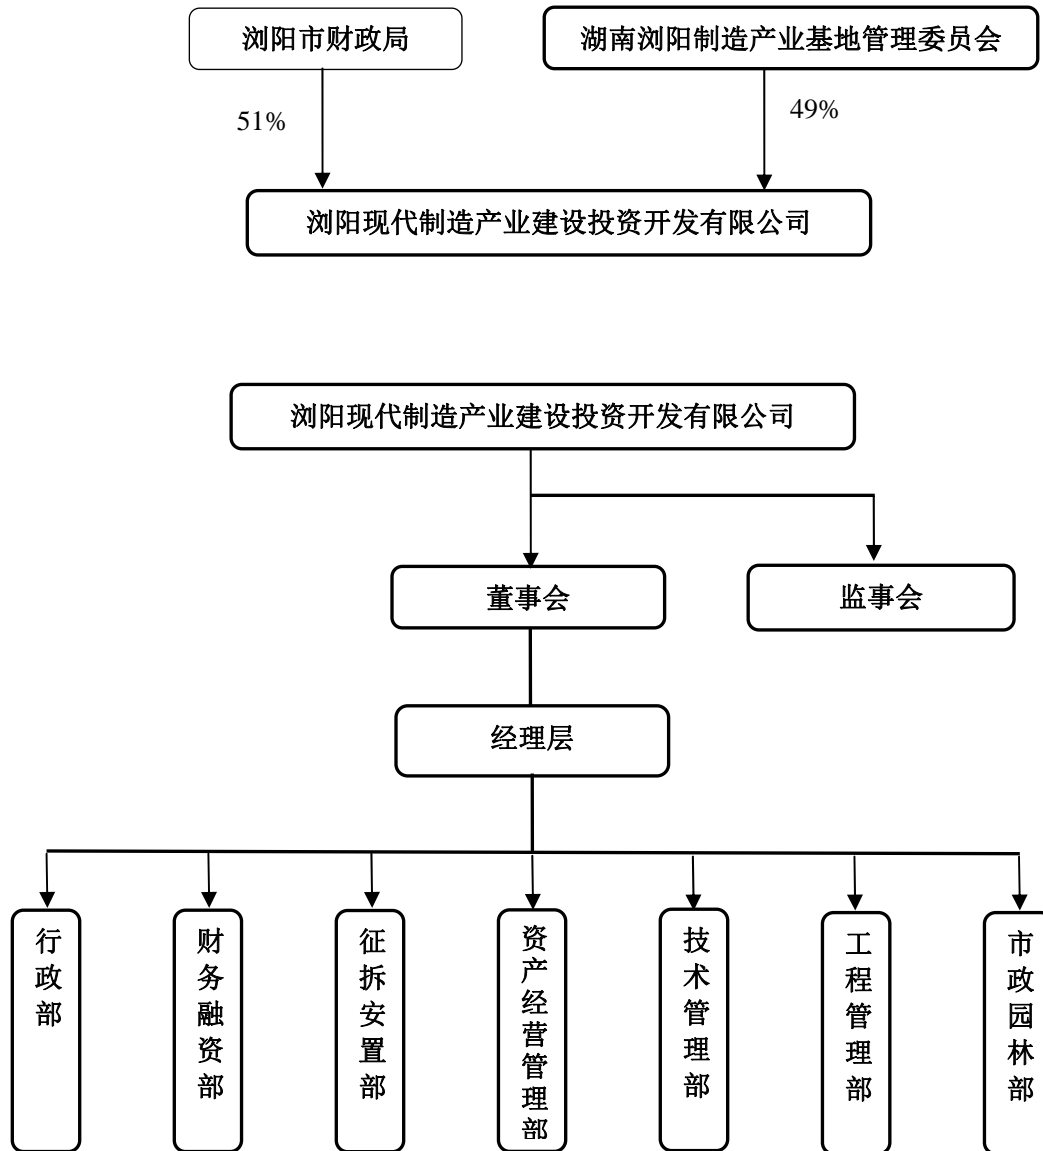 浏阳市财政局
湖南浏阳制造产业基地管理委员会
51%
49%
浏阳现代制造产业建设投资开发有限公司
浏阳现代制造产业建设投资开发有限公司
董事会
监事会
经理层
行政部
财务融资部
征拆安置部
资产经营管理部
技术管理部
工程管理部
市政园林部